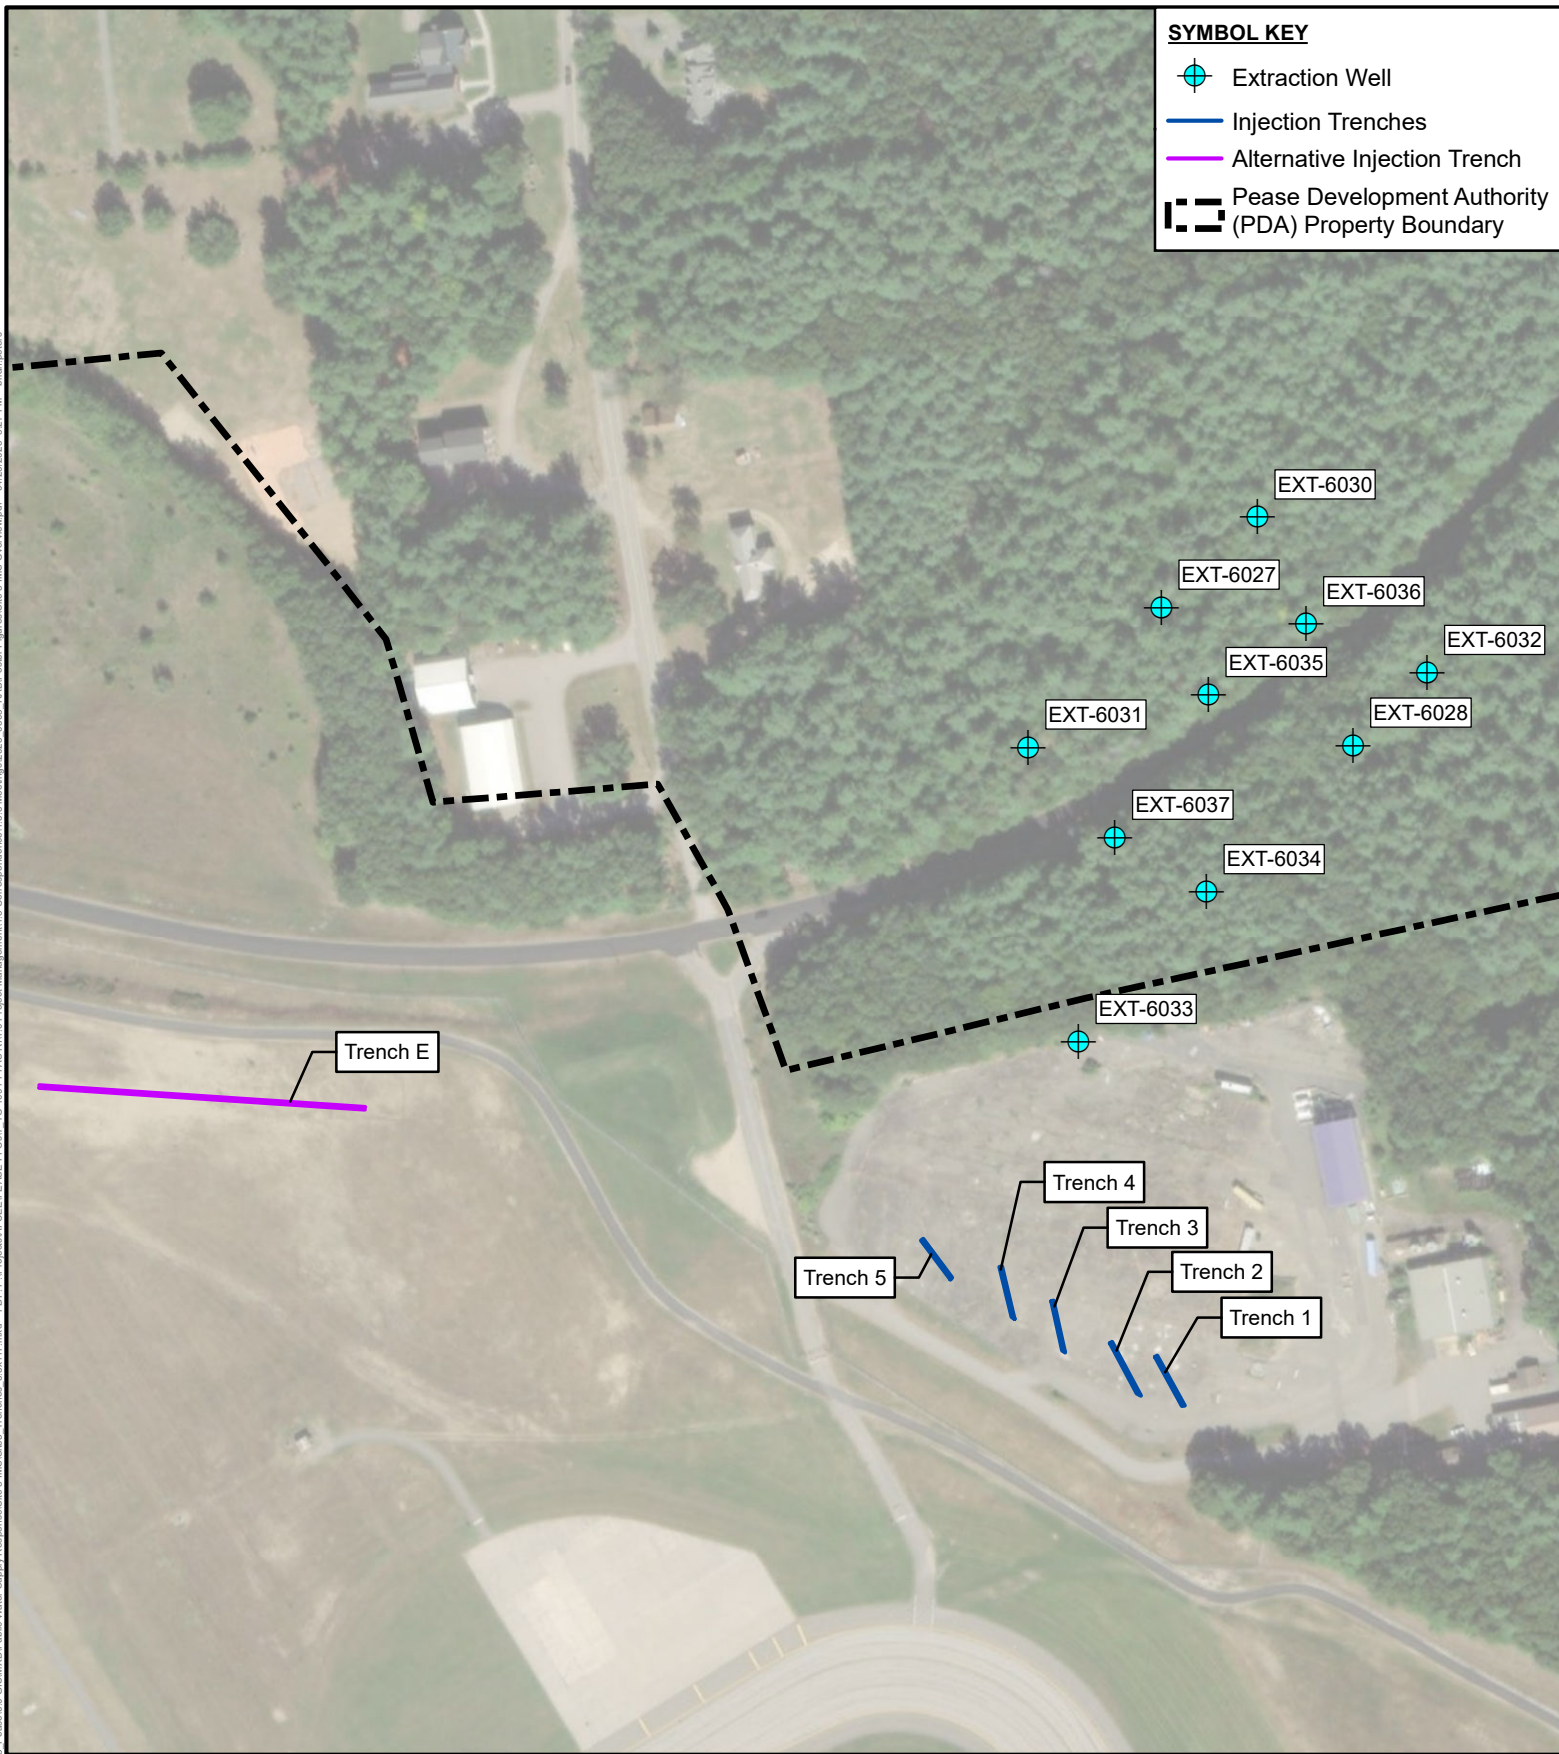 SYMBOL KEY
Extraction Well
Injection Trenches
Alternative Injection Trench
Pease Development Authority
(PDA) Property Boundary
EXT-6030
EXT-6027
EXT-6036
EXT-6032
EXT-6035
EXT-6031
EXT-6028
EXT-6037
EXT-6034
EXT-6033
Trench E
Trench 4
Trench 3
Trench 5
Trench 2
Trench 1